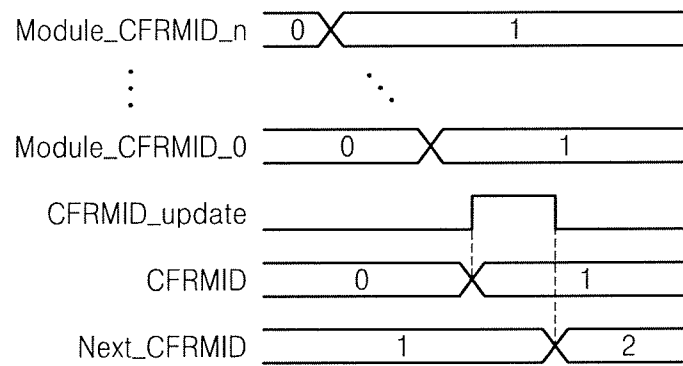 Module_CFRMID_n 0 1
Module_CFRMID_0 0 1
CFRMID_update
CFRMID 0 1
Next_CFRMID 1 2